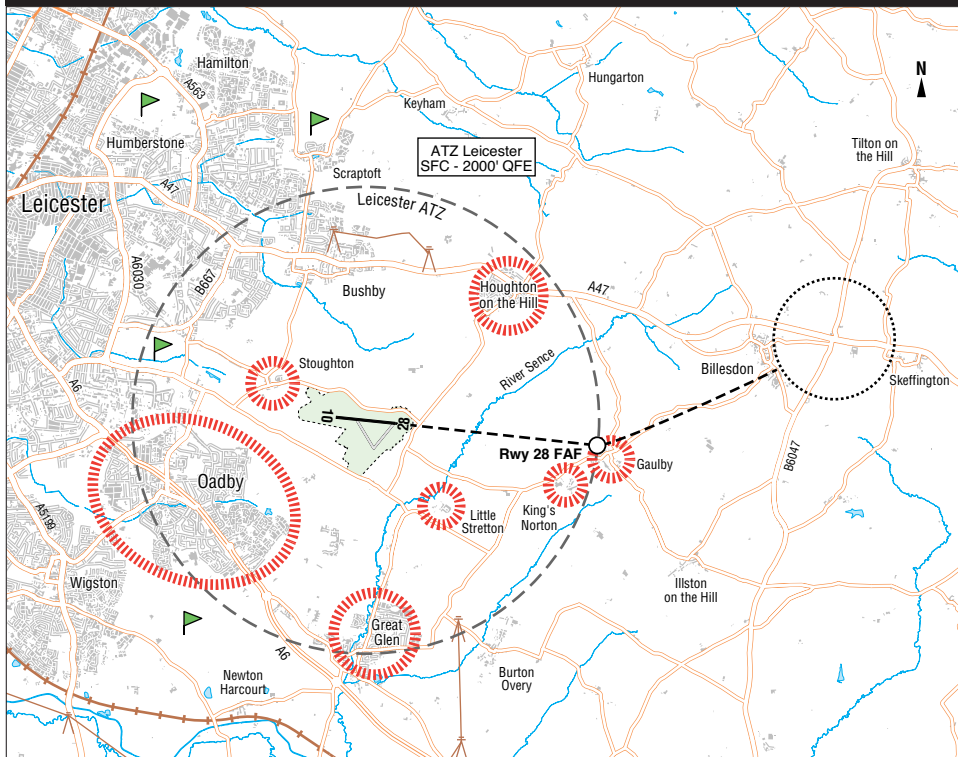 Hamilton
Hungarton
N
A563
Keyham
Humberstone
ATZ Leicester
SFC - 2000' QFE
Tilton on
the Hill
Scraptoft
A47
Leicester
Leicester ATZ
A6030
B667
Bushby
Houghton
on the Hill
A47
River Sence
Stoughton
Billesdon
Skeffington
A6
10
28
Rwy 28 FAF
Gaulby
B6047
Oadby
King's
Norton
Little
Stretton
A5199
Wigston
Illston
on the Hill
Great
Glen
A6
Burton
Overy
Newton
Harcourt